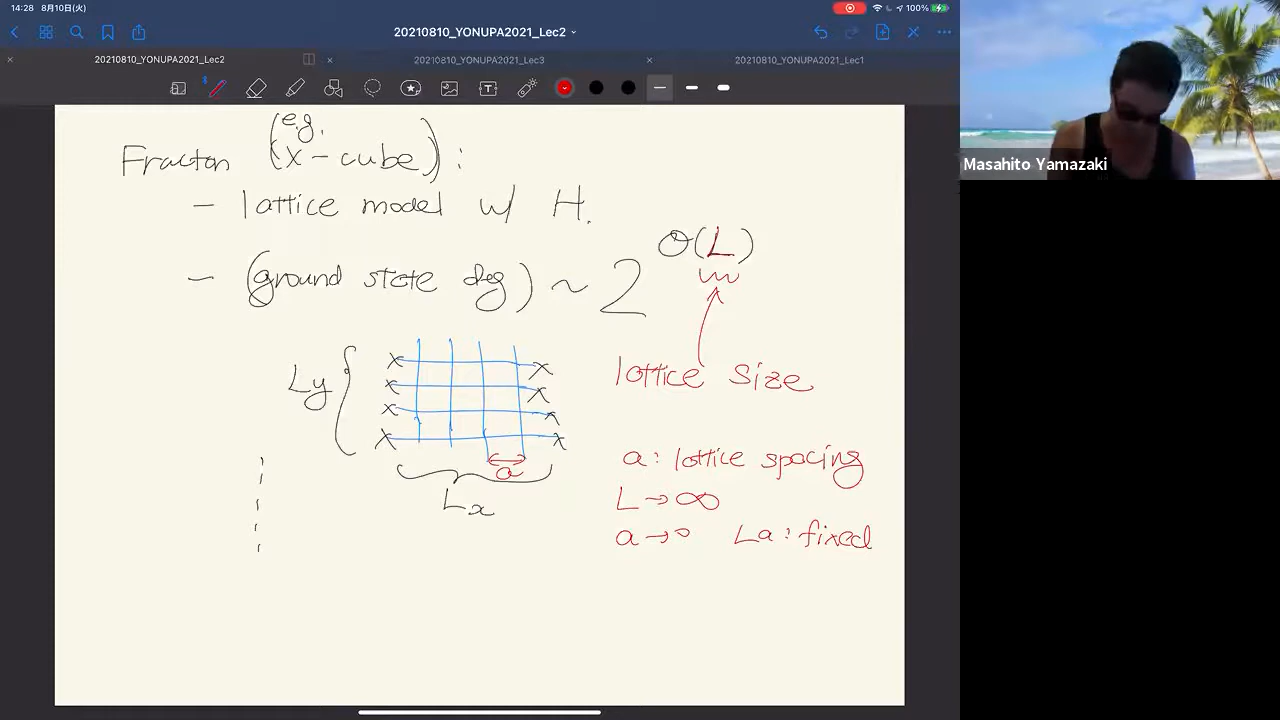 14:28 8月10日(火)
100%
20210810_YONUPA2021_Lec2
20210810_YONUPA2021_Lec2
20210810_YONUPA2021_Lec3
20210810_YONUPA2021_Lec1
Masahito Yamazaki
Fracton (e.g. X-cube) :
- lattice model w/ H.
- (ground state deg) ~ 2^O(L)
lattice size
Ly
a
Lx
a : lattice spacing
L → ∞
a → 0 La : fixed